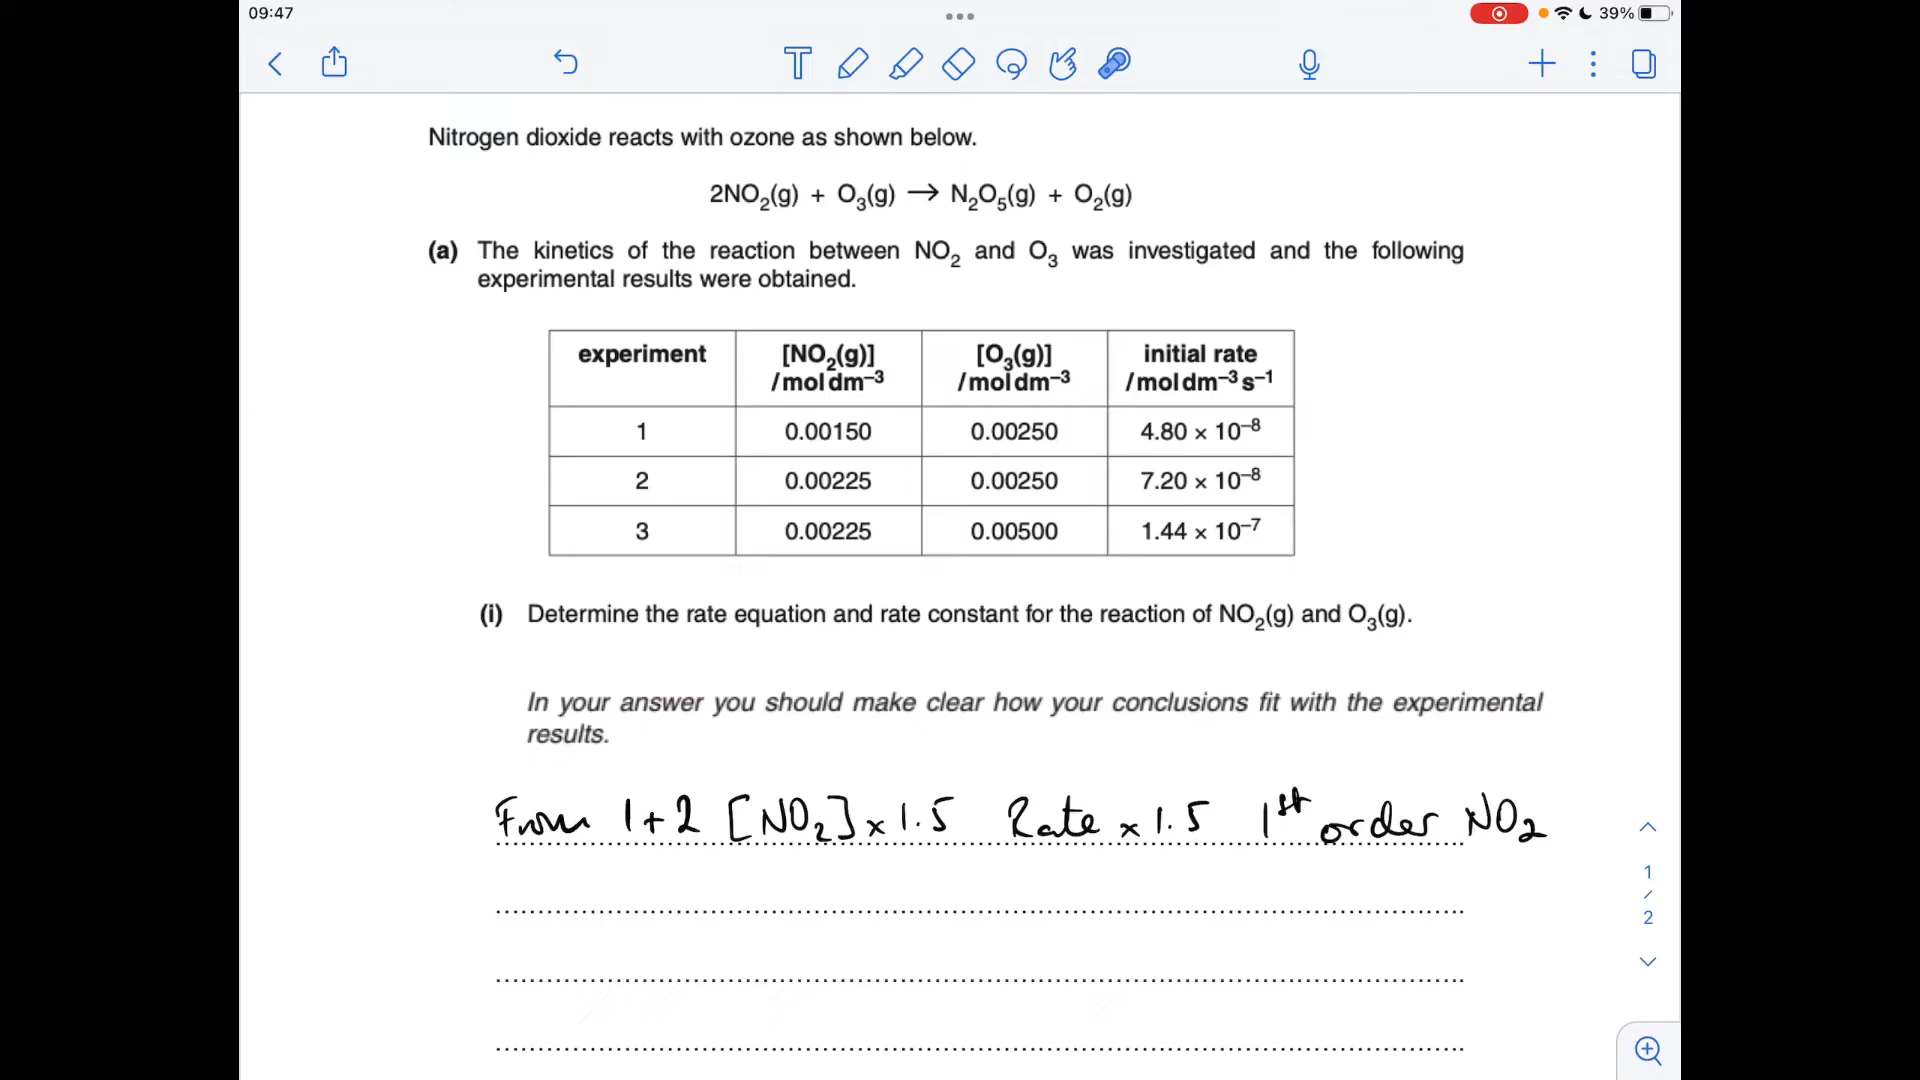 09:47
39%
Nitrogen dioxide reacts with ozone as shown below.
2NO₂(g) + O₃(g) → N₂O₅(g) + O₂(g)
(a) The kinetics of the reaction between NO₂ and O₃ was investigated and the following
experimental results were obtained.
experiment [NO₂(g)] /mol dm⁻³ [O₃(g)] /mol dm⁻³ initial rate /mol dm⁻³ s⁻¹
1 0.00150 0.00250 4.80 × 10⁻⁸
2 0.00225 0.00250 7.20 × 10⁻⁸
3 0.00225 0.00500 1.44 × 10⁻⁷
(i) Determine the rate equation and rate constant for the reaction of NO₂(g) and O₃(g).
In your answer you should make clear how your conclusions fit with the experimental
results.
From 1+2 [NO₂] × 1.5 Rate × 1.5 1st order NO₂
1
/
2